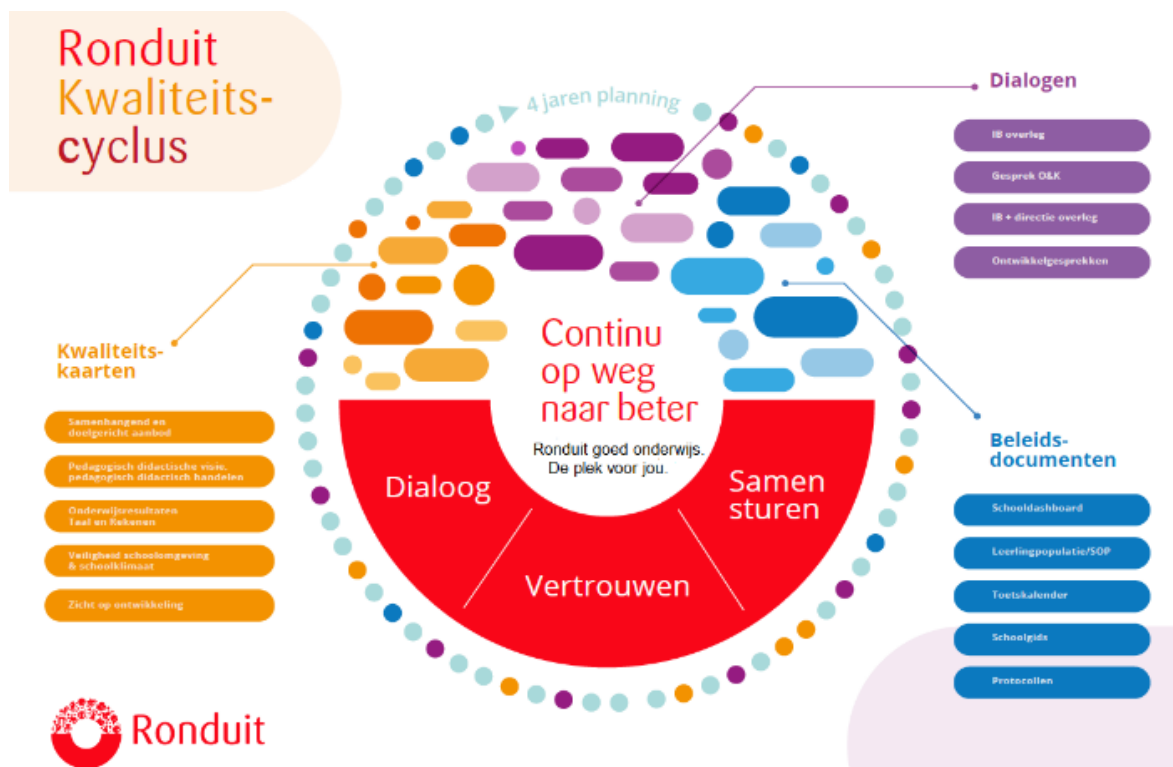 Ronduit
Kwaliteits-
cyclus
4 jaren planning
Dialogen
IB overleg
Gesprek O&K
IB + directie overleg
Ontwikkelgesprekken
Kwaliteits-
kaarten
Samenhangend en
doelgericht aanbod
Pedagogisch didactische visie,
pedagogisch didactisch handelen
Onderwijsresultaten
Taal en Rekenen
Veiligheid schoolomgeving
& schoolklimaat
Zicht op ontwikkeling
Continu
op weg
naar beter
Ronduit goed onderwijs.
De plek voor jou.
Dialoog
Vertrouwen
Samen
sturen
Beleids-
documenten
Schooldashboard
Leerlingpopulatie/SOP
Toetskalender
Schoolgids
Protocollen
Ronduit